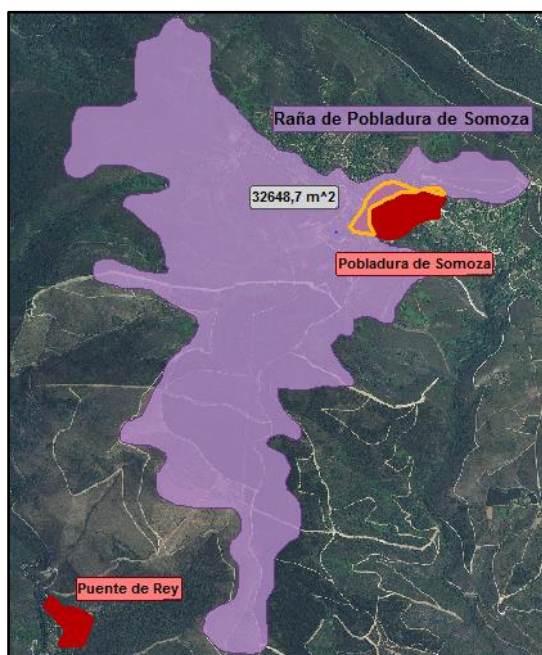 Raña de Pobladura de Somoza
32648,7 m^2
Pobladura de Somoza
Puente de Rey